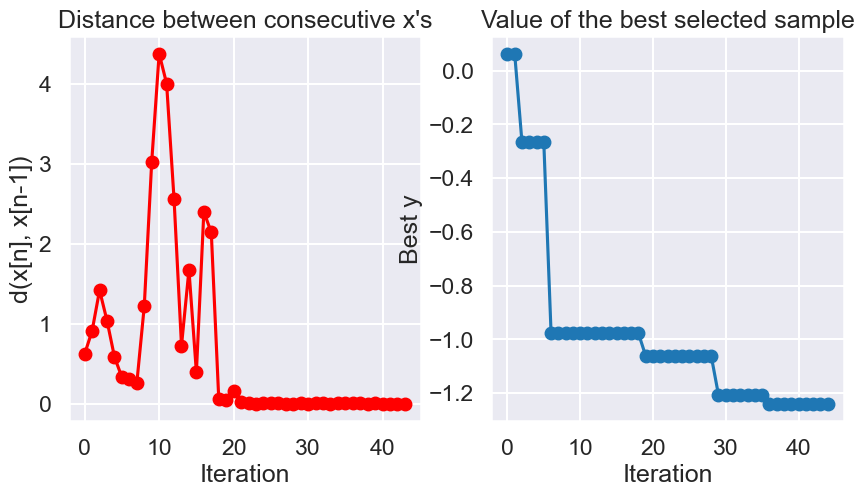 Distance between consecutive x's
d(x[n], x[n-1])
4
3
2
1
0
0 10 20 30 40
Iteration
Value of the best selected sample
Best y
0.0
−0.2
−0.4
−0.6
−0.8
−1.0
−1.2
0 10 20 30 40
Iteration